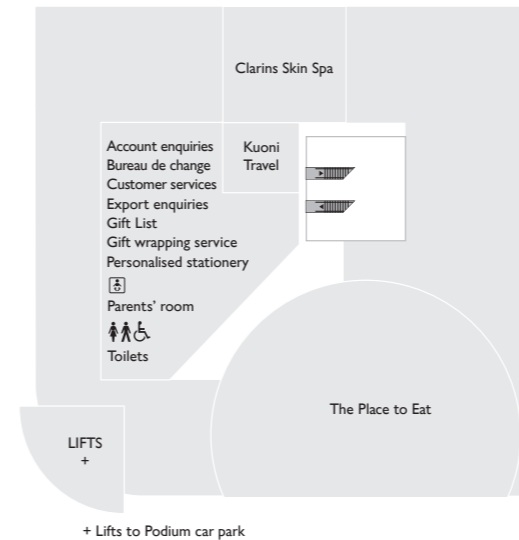 Clarins Skin Spa
Account enquiries
Bureau de change
Customer services
Export enquiries
Gift List
Gift wrapping service
Personalised stationery
Parents’ room
Toilets
Kuoni
Travel
The Place to Eat
LIFTS
+
+ Lifts to Podium car park